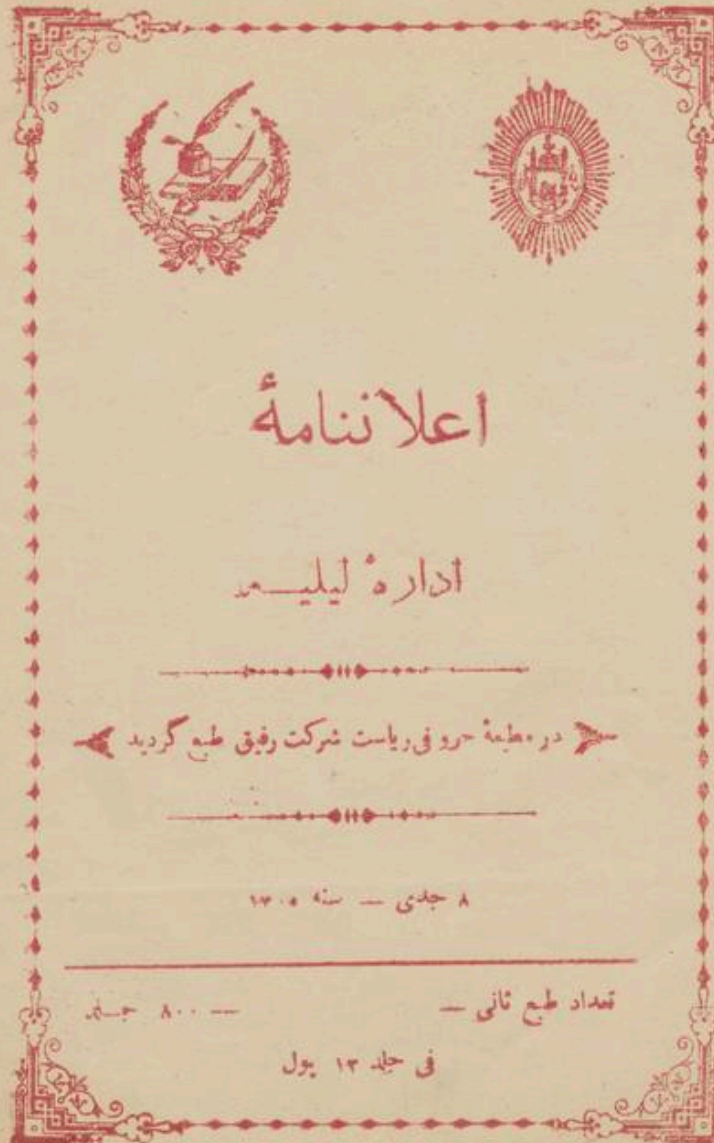 اعلاننامهٔ
ادارهٔ لیلیه
در مطبعهٔ حروفی ریاست شرکت رفیق طبع گردید
۸ جدی — سنه ۱۳۰۵
تعداد طبع ثانی — — ۸۰۰ جلد
فی جلد ۱۳ پول